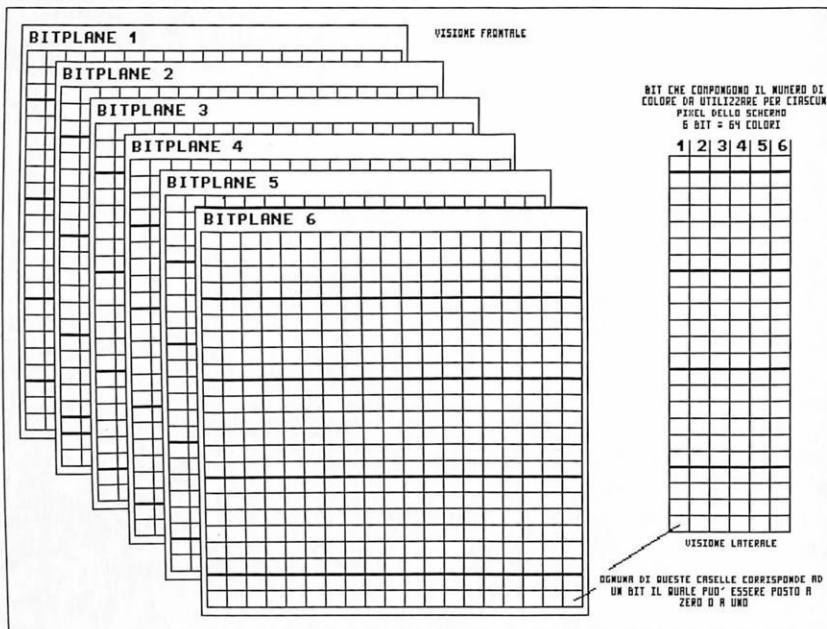 BITPLANE 1
VISIONE FRONTALE
BITPLANE 2
BITPLANE 3
BITPLANE 4
BITPLANE 5
BITPLANE 6
BIT CHE COMPONGONO IL NUMERO DI
COLORE DA UTILIZZARE PER CIASCUN
PIXEL DELLO SCHERMO
6 BIT = 64 COLORI
1 2 3 4 5 6
VISIONE LATERALE
OGNUNA DI QUESTE CASELLE CORRISPONDE AD
UN BIT IL QUALE PUO' ESSERE POSTO A
ZERO O A UNO